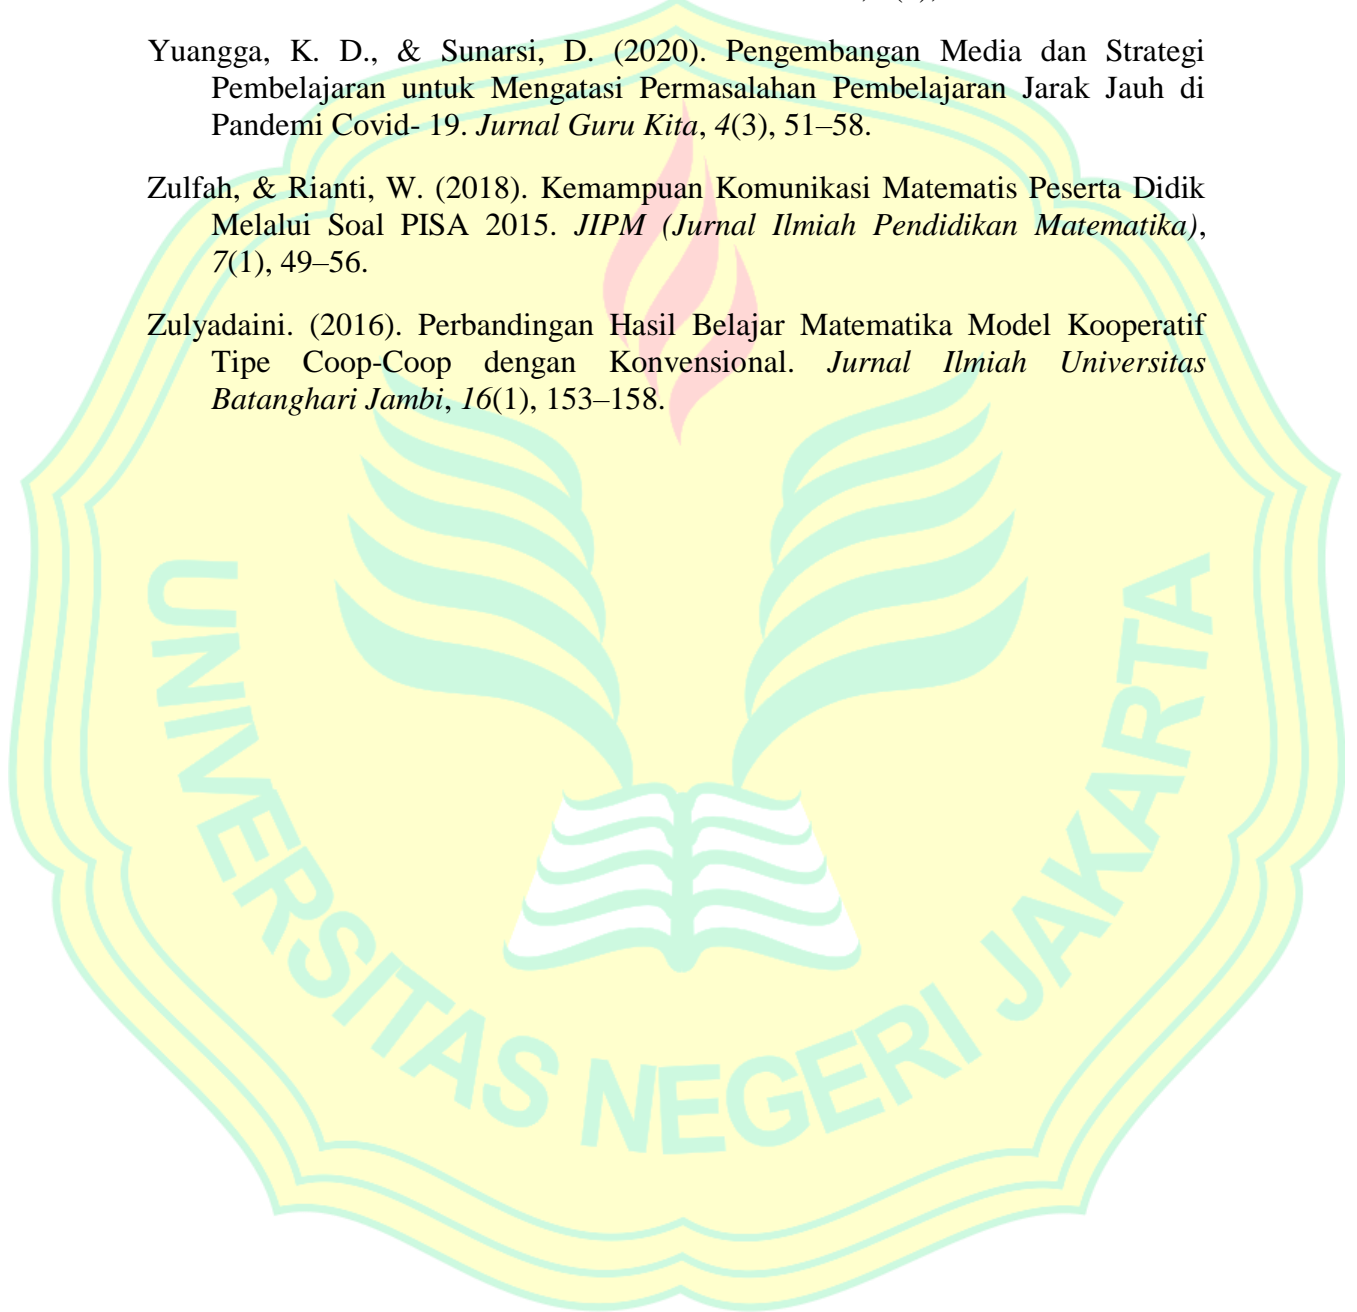 Yuangga, K. D., & Sunarsi, D. (2020). Pengembangan Media dan Strategi
Pembelajaran untuk Mengatasi Permasalahan Pembelajaran Jarak Jauh di
Pandemi Covid- 19. Jurnal Guru Kita, 4(3), 51–58.
Zulfah, & Rianti, W. (2018). Kemampuan Komunikasi Matematis Peserta Didik
Melalui Soal PISA 2015. JIPM (Jurnal Ilmiah Pendidikan Matematika),
7(1), 49–56.
Zulyadaini. (2016). Perbandingan Hasil Belajar Matematika Model Kooperatif
Tipe Coop-Coop dengan Konvensional. Jurnal Ilmiah Universitas
Batanghari Jambi, 16(1), 153–158.
UNIVERSITAS NEGERI JAKARTA